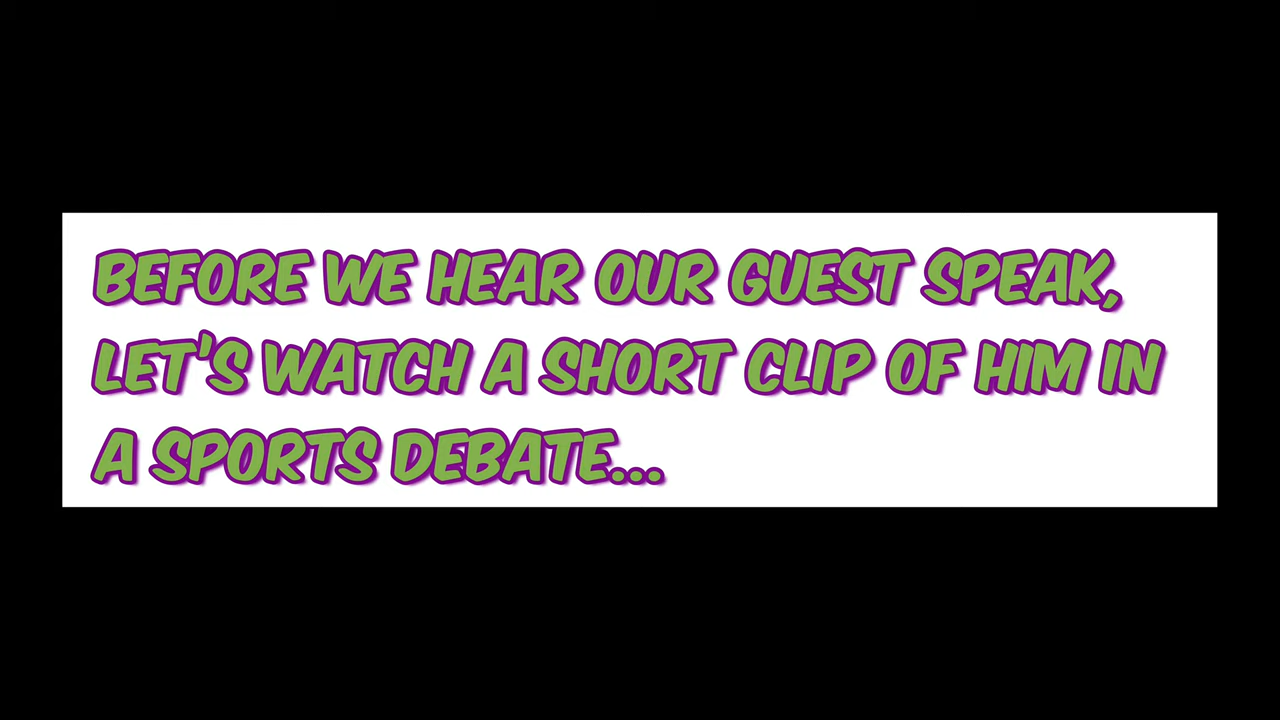 BEFORE WE HEAR OUR GUEST SPEAK,
LET'S WATCH A SHORT CLIP OF HIM IN
A SPORTS DEBATE...